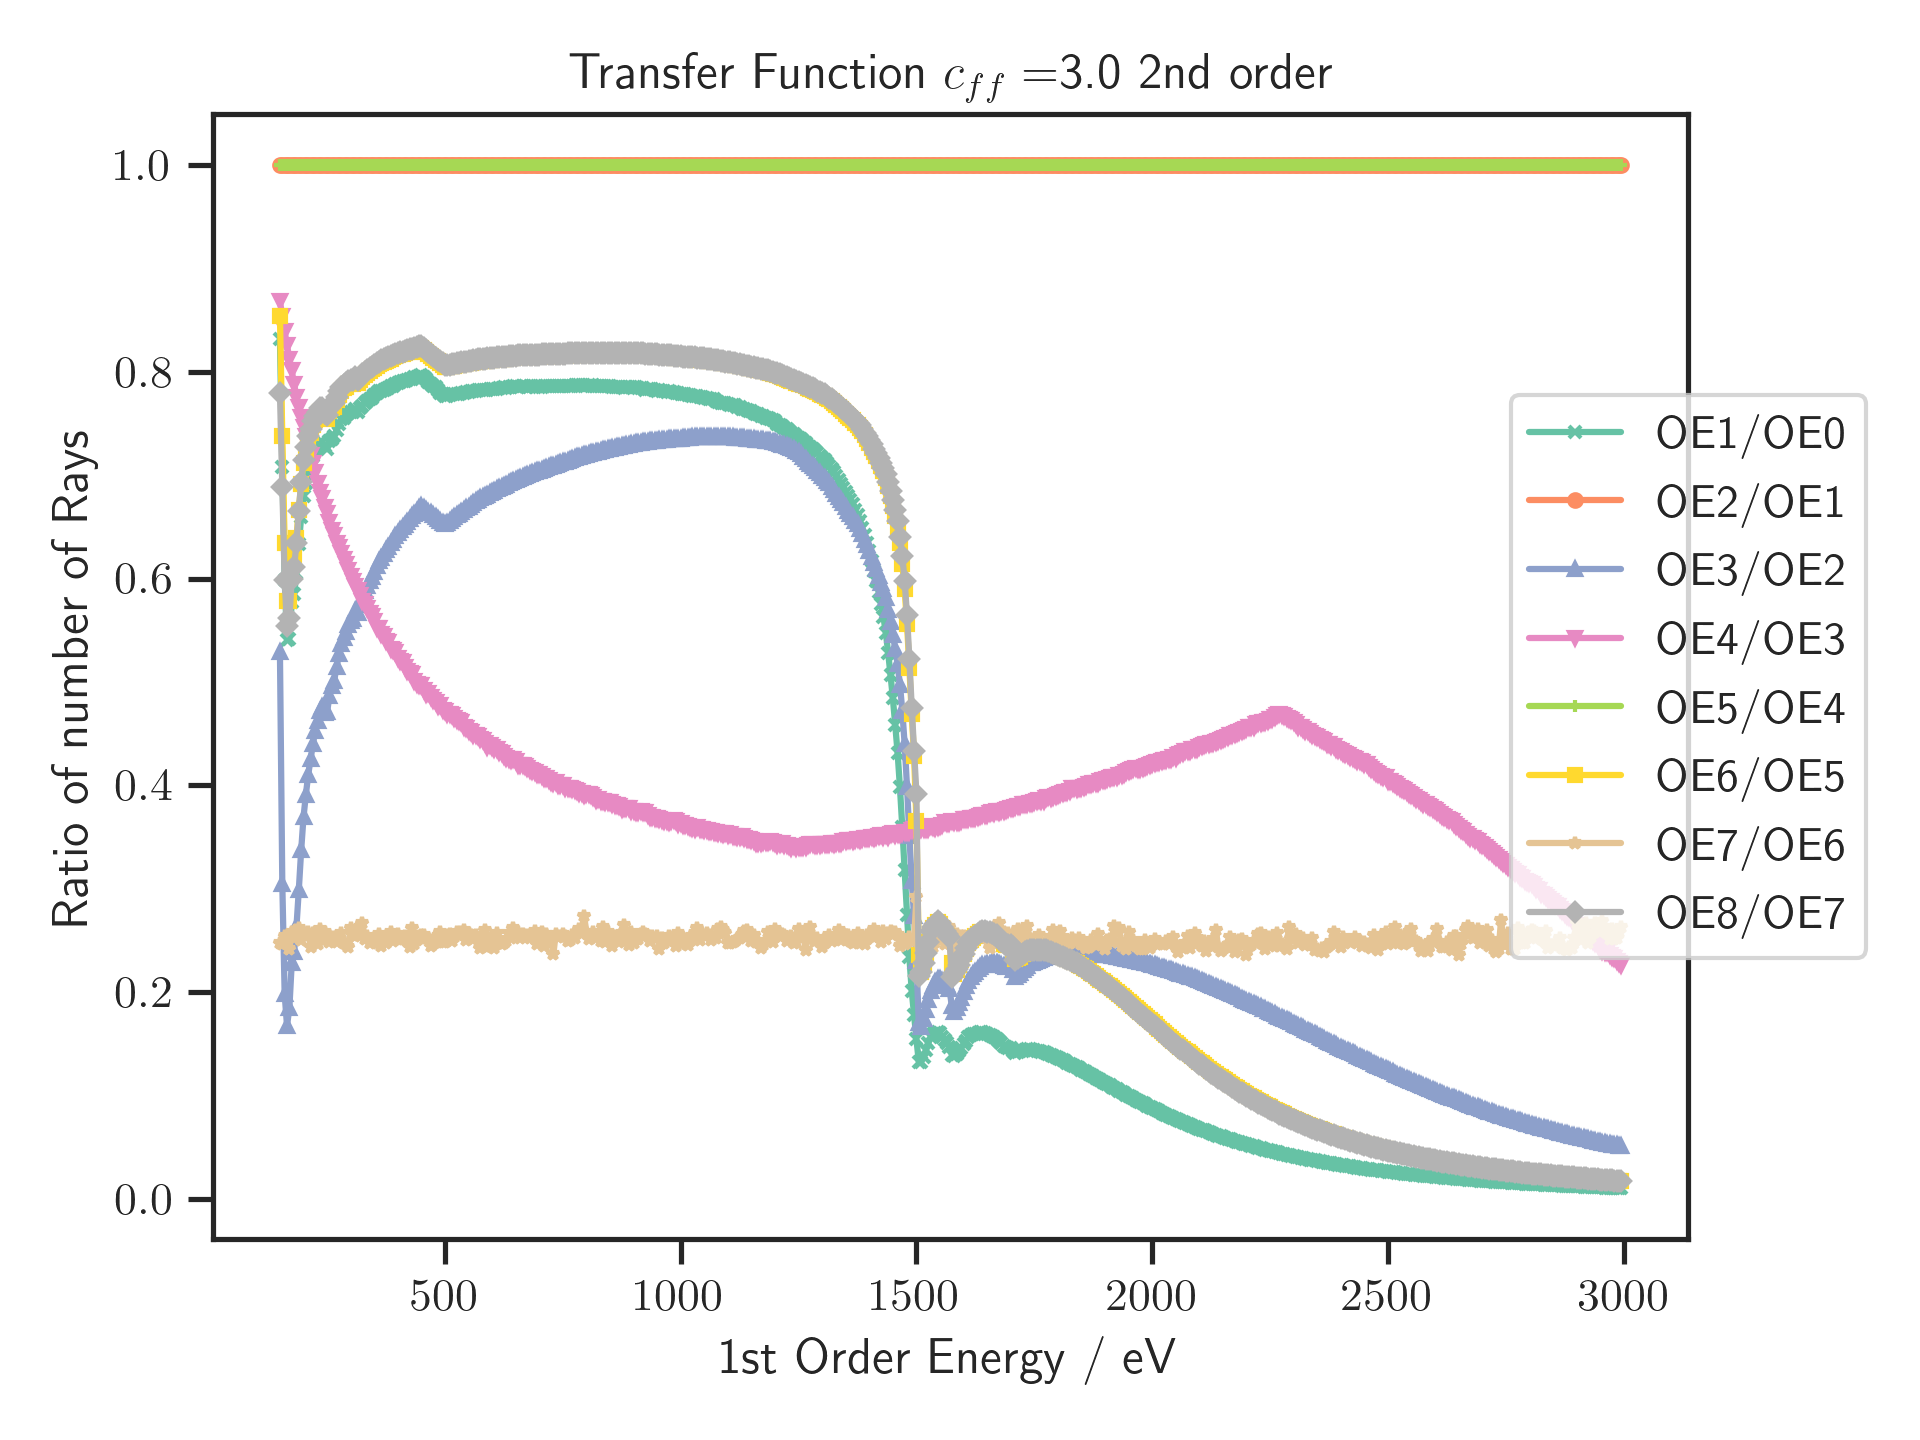 Transfer Function c_ff =3.0 2nd order
Ratio of number of Rays
1.0
0.8
0.6
0.4
0.2
0.0
500 1000 1500 2000 2500 3000
1st Order Energy / eV
OE1/OE0
OE2/OE1
OE3/OE2
OE4/OE3
OE5/OE4
OE6/OE5
OE7/OE6
OE8/OE7